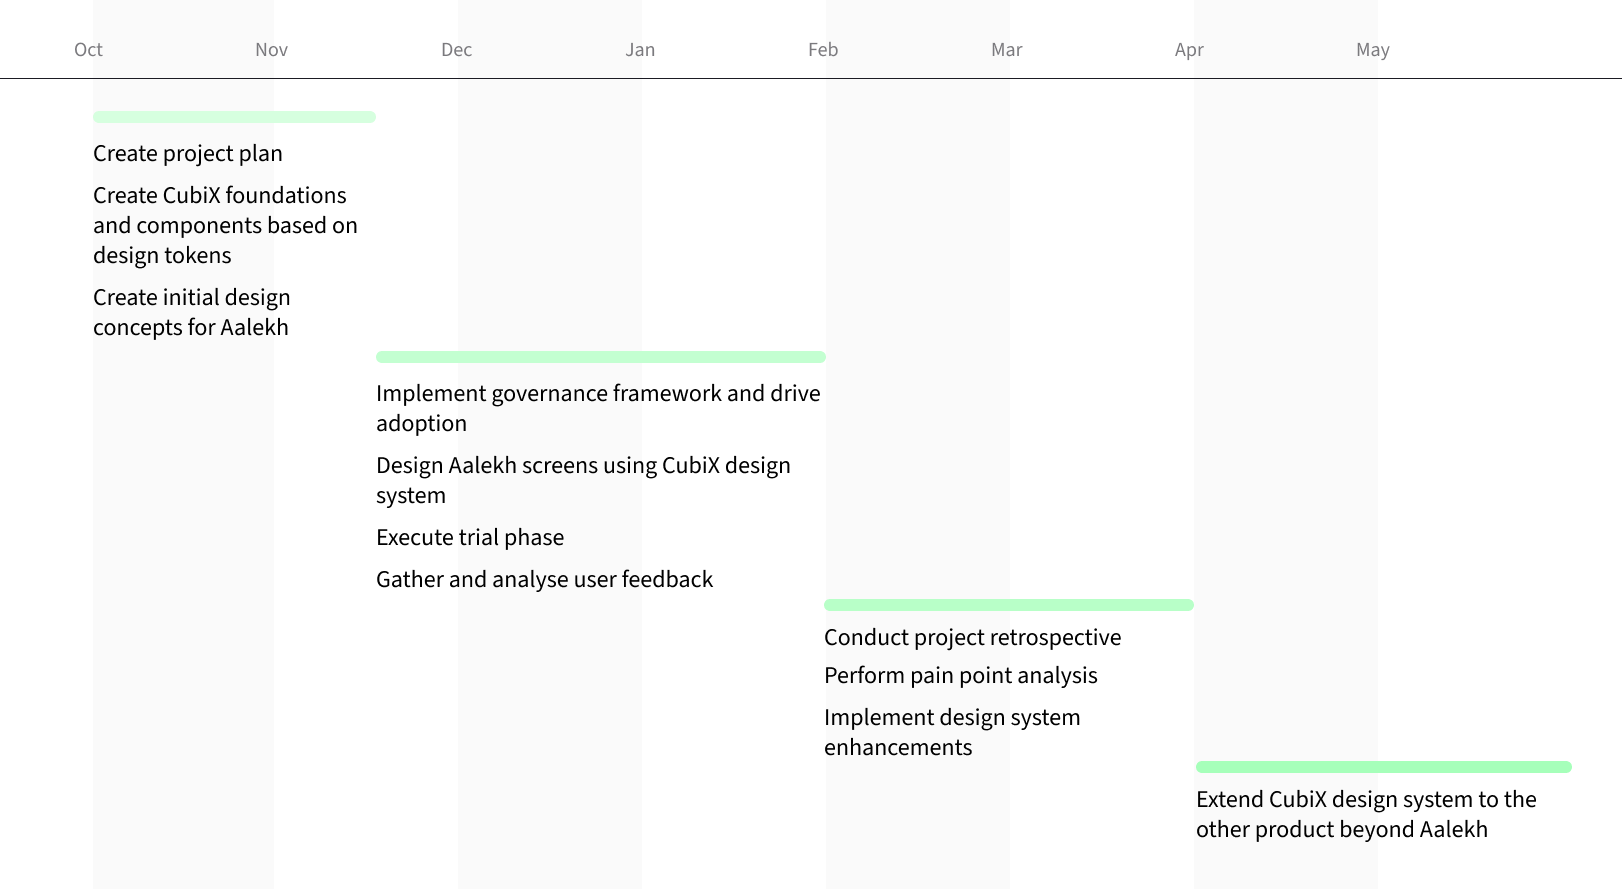 Oct Nov Dec Jan Feb Mar Apr May
Create project plan
Create CubiX foundations
and components based on
design tokens
Create initial design
concepts for Aalekh
Implement governance framework and drive
adoption
Design Aalekh screens using CubiX design
system
Execute trial phase
Gather and analyse user feedback
Conduct project retrospective
Perform pain point analysis
Implement design system
enhancements
Extend CubiX design system to the
other product beyond Aalekh